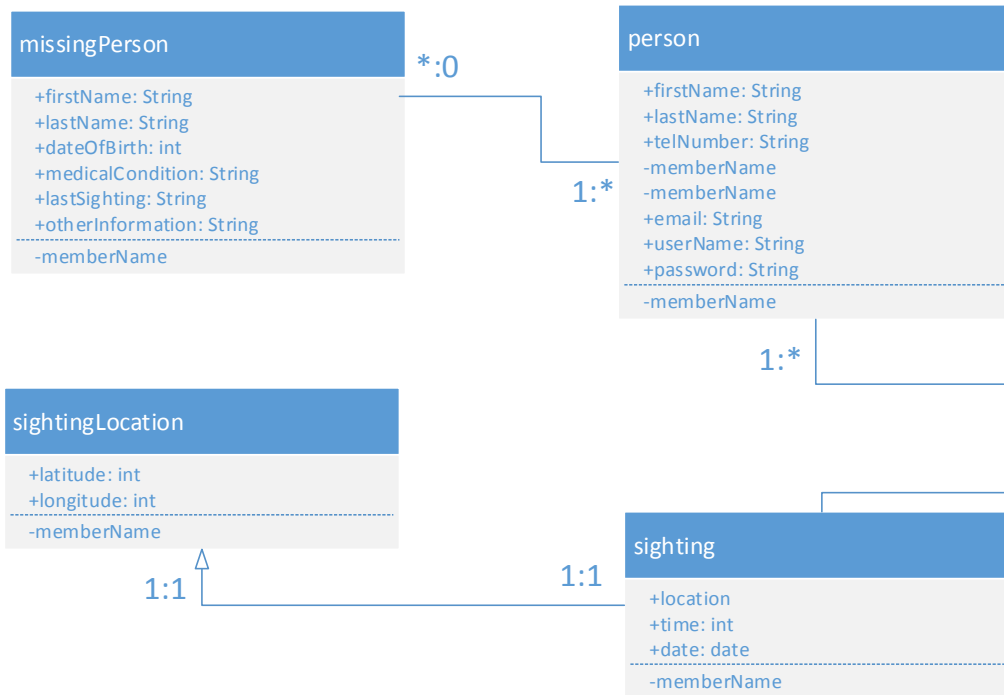 missingPerson
+firstName: String
+lastName: String
+dateOfBirth: int
+medicalCondition: String
+lastSighting: String
+otherInformation: String
-memberName
*:0
1:*
person
+firstName: String
+lastName: String
+telNumber: String
-memberName
-memberName
+email: String
+userName: String
+password: String
-memberName
1:*
sightingLocation
+latitude: int
+longitude: int
-memberName
1:1
1:1
sighting
+location
+time: int
+date: date
-memberName